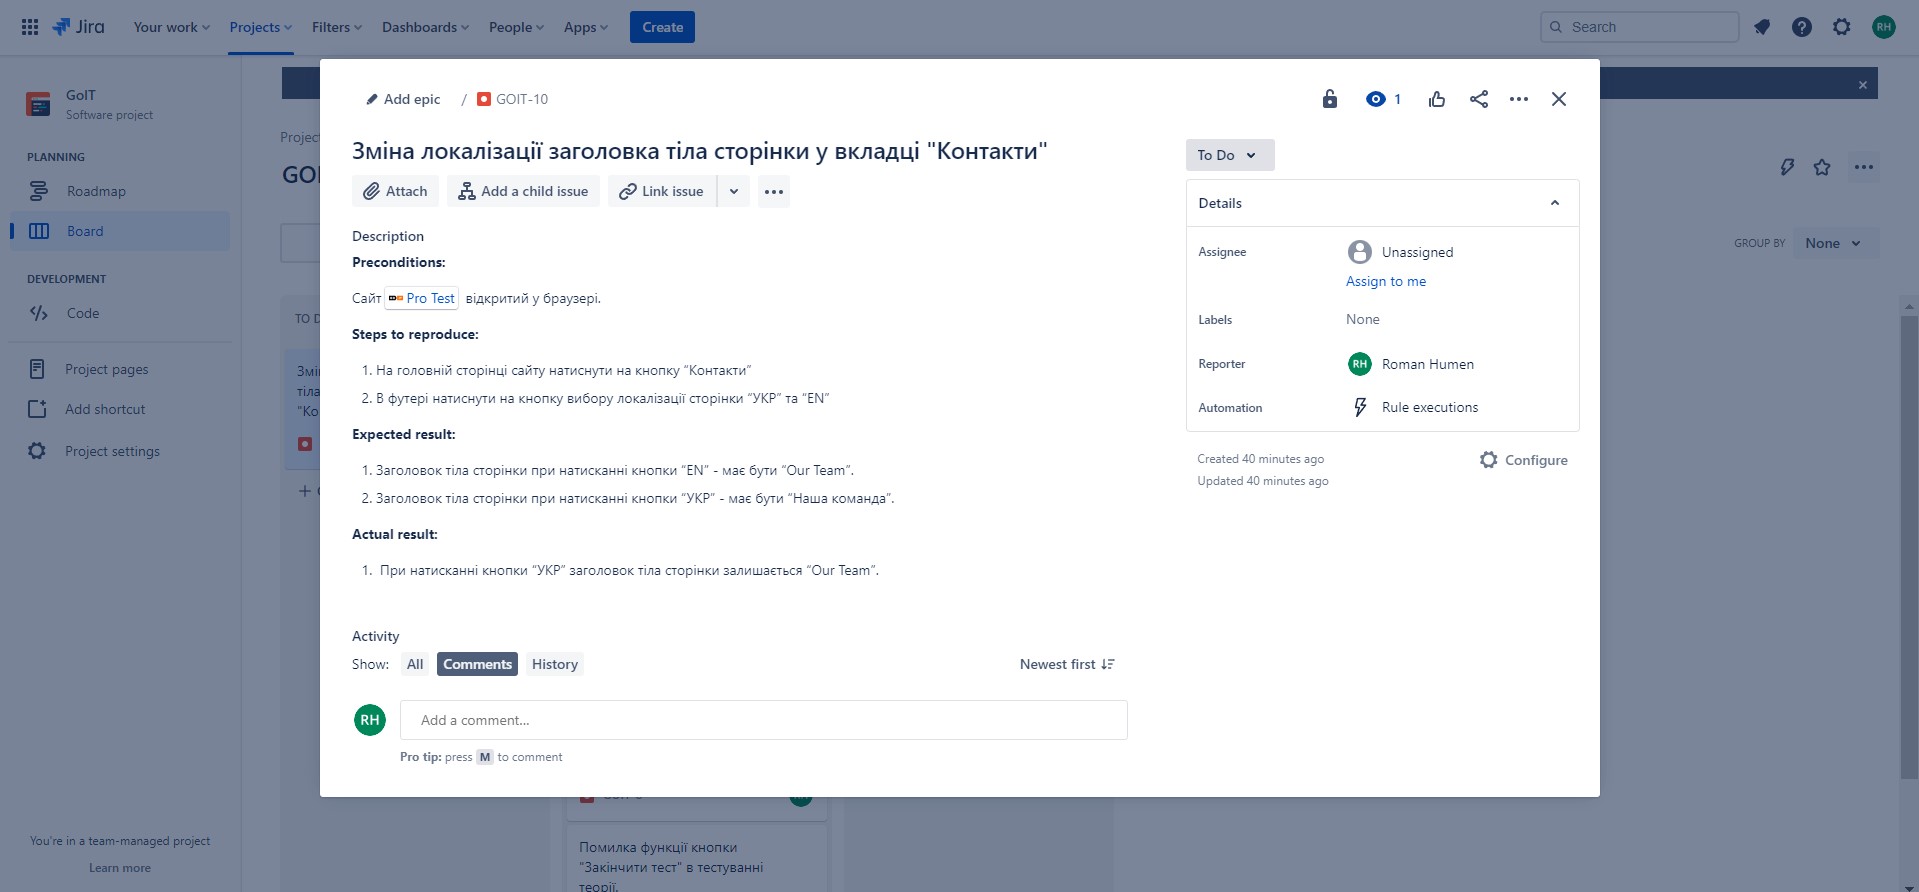 Jira
Your work
Projects
Filters
Dashboards
People
Apps
Create
Search
RH
GoIT
Software project
PLANNING
Roadmap
Board
DEVELOPMENT
Code
Project pages
Add shortcut
Project settings
You're in a team-managed project
Learn more
TO D
"Ко
GROUP BY
None
Add epic
/
GOIT-10
1
Зміна локалізації заголовка тіла сторінки у вкладці "Контакти"
Attach
Add a child issue
Link issue
Description
Preconditions:
Сайт Pro Test відкритий у браузері.
Steps to reproduce:
1. На головній сторінці сайту натиснути на кнопку “Контакти”
2. В футері натиснути на кнопку вибору локалізації сторінки “УКР” та “EN”
Expected result:
1. Заголовок тіла сторінки при натисканні кнопки “EN” - має бути “Our Team”.
2. Заголовок тіла сторінки при натисканні кнопки “УКР” - має бути “Наша команда”.
Actual result:
1. При натисканні кнопки “УКР” заголовок тіла сторінки залишається “Our Team”.
Activity
Show:
All
Comments
History
Newest first
RH
Add a comment...
Pro tip: press M to comment
To Do
Details
Assignee
Unassigned
Assign to me
Labels
None
Reporter
RH
Roman Humen
Automation
Rule executions
Created 40 minutes ago
Updated 40 minutes ago
Configure
Помилка функції кнопки
"Закінчити тест" в тестуванні
теорії.